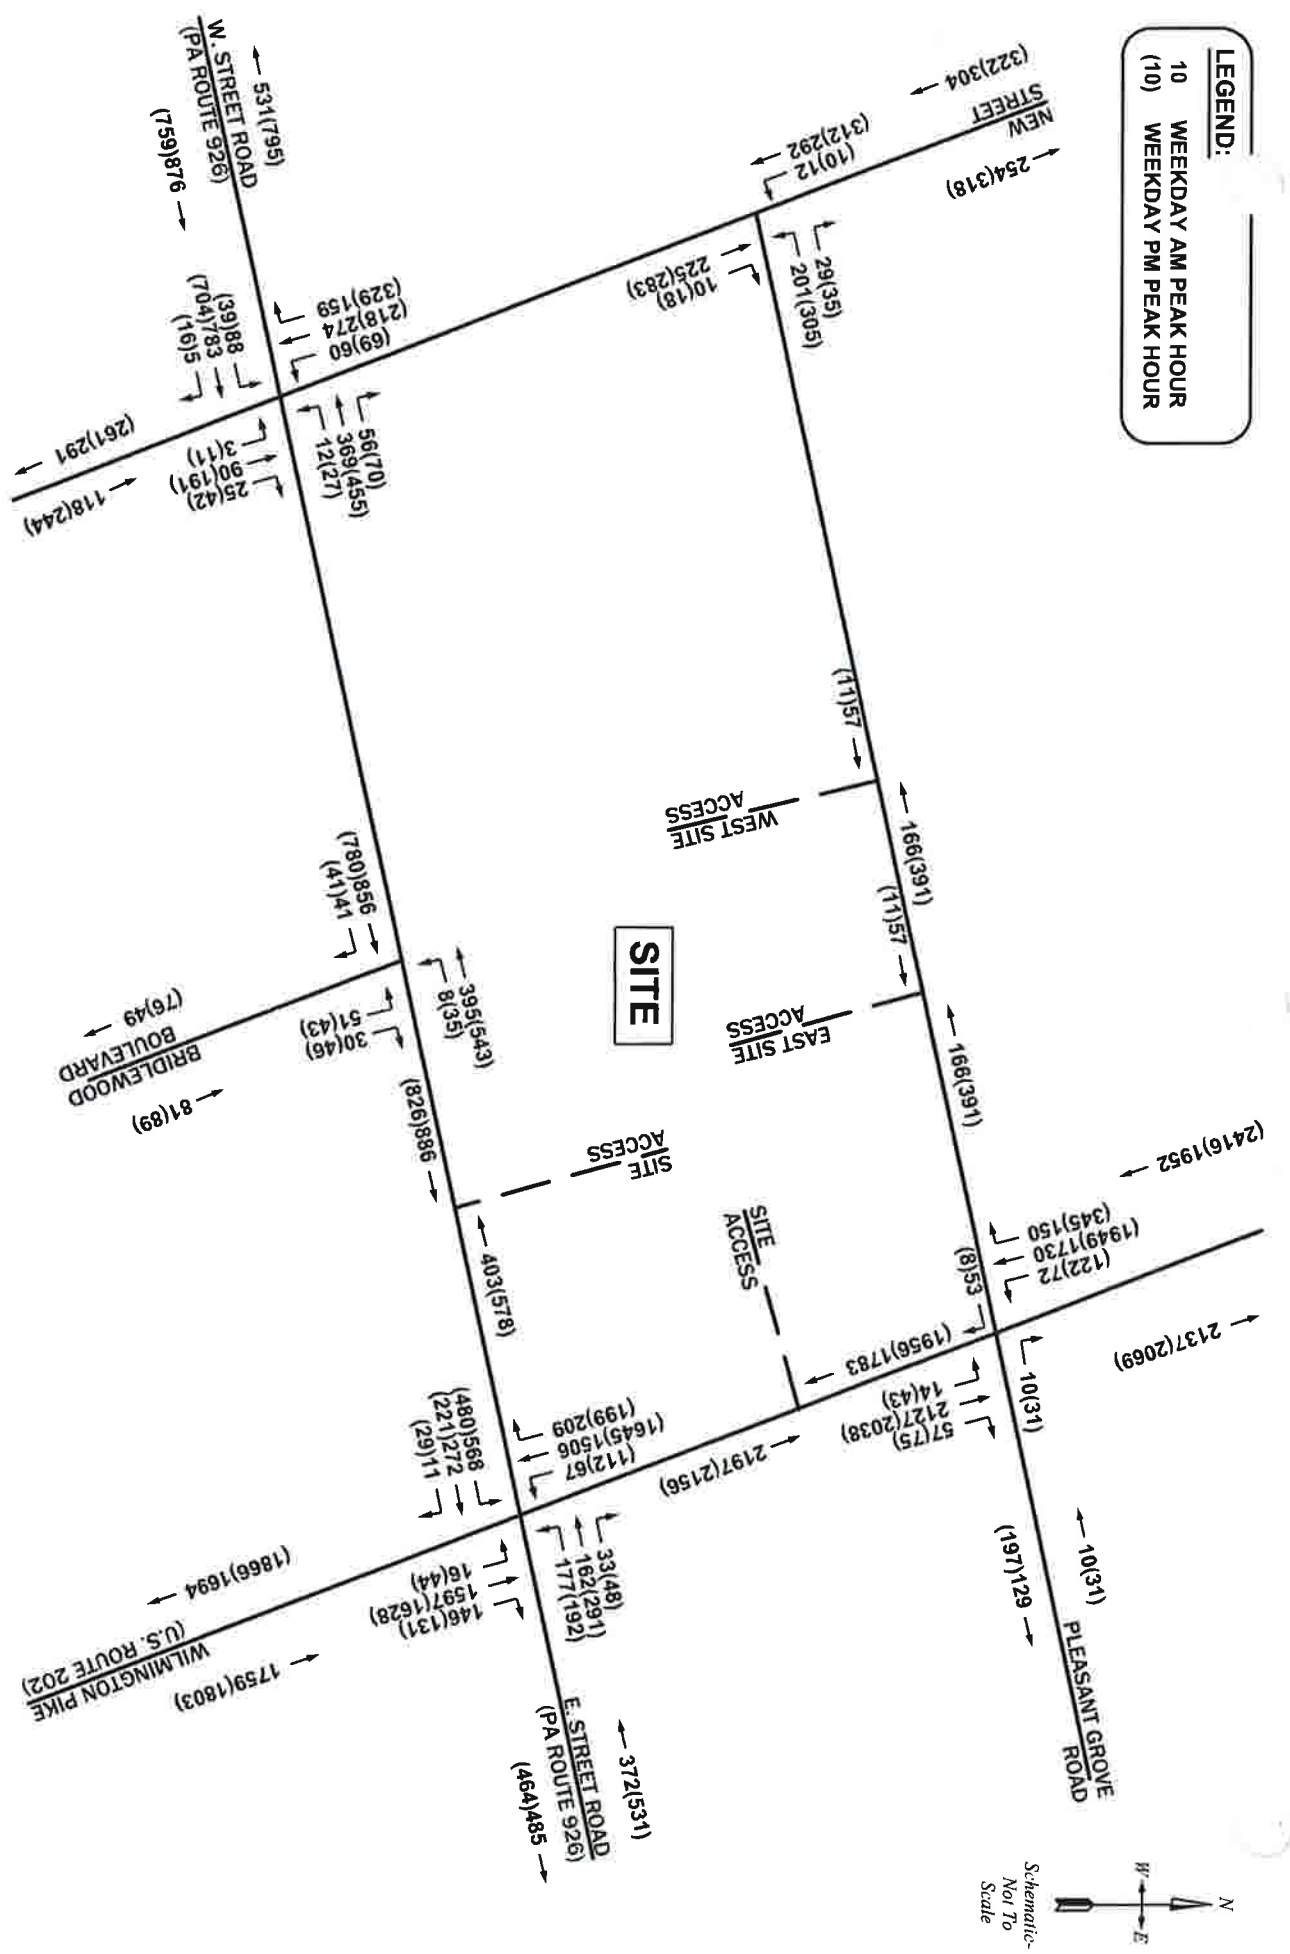 LEGEND:
10 WEEKDAY AM PEAK HOUR
(10) WEEKDAY PM PEAK HOUR
N
W
E
Schematic-
Not To
Scale
NEW
STREET
(322)304
254(318)
(312)292
(10)12
29(35)
201(305)
225(283)
10(18)
W. STREET ROAD
(PA ROUTE 926)
531(795)
(759)876
(329)159
(218)274
(69)60
(39)88
(704)783
(16)5
56(70)
369(455)
12(27)
3(11)
90(191)
25(42)
(261)291
118(244)
(11)57
166(391)
WEST SITE
ACCESS
(11)57
166(391)
EAST SITE
ACCESS
SITE
(780)856
(41)41
395(543)
8(35)
51(43)
30(46)
(76)49
BRIDLEWOOD
BOULEVARD
81(89)
(826)886
403(578)
SITE
ACCESS
SITE
ACCESS
(2416)1952
2137(2069)
(345)150
(1949)1730
(122)72
(8)53
10(31)
14(43)
2127(2038)
57(75)
(1956)1783
2197(2156)
10(31)
(197)129
PLEASANT GROVE
ROAD
(199)209
(1645)1506
(112)67
(480)568
(221)272
(29)11
33(48)
162(291)
177(192)
16(44)
1597(1628)
146(131)
(1866)1694
WILMINGTON PIKE
(U.S. ROUTE 202)
1759(1803)
E. STREET ROAD
(PA ROUTE 926)
372(531)
(464)485